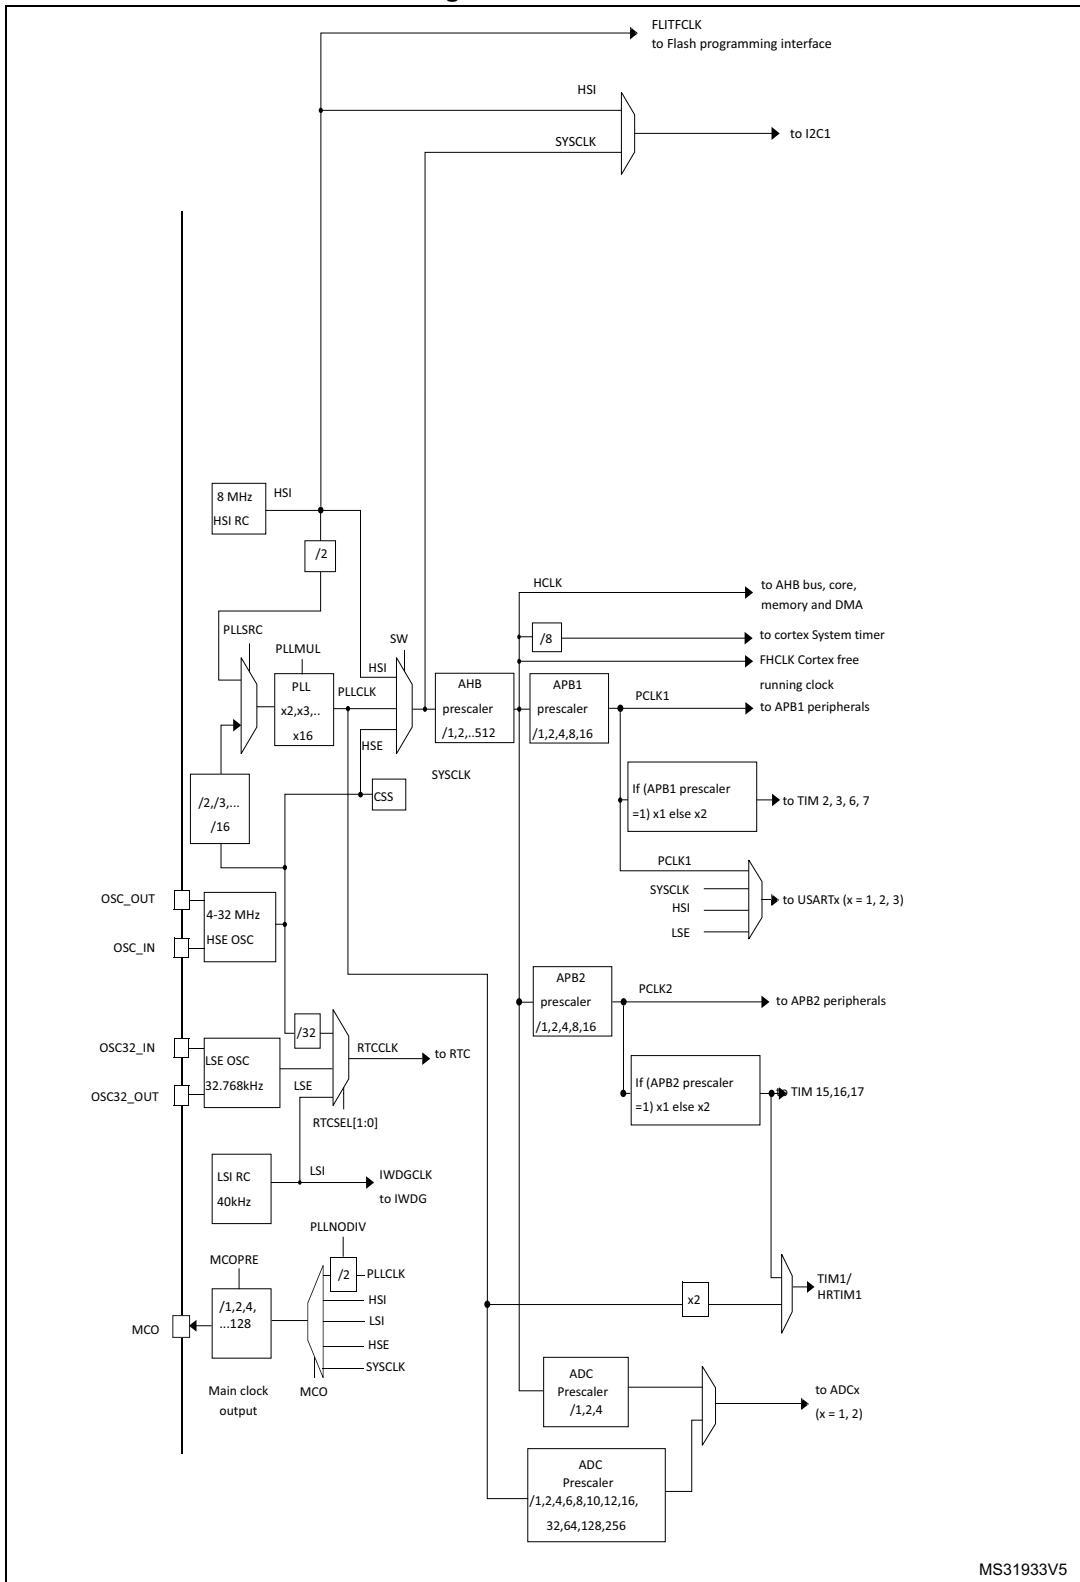 FLITFCLK
to Flash programming interface
HSI
to I2C1
SYSCLK
8 MHz
HSI RC
HSI
/2
HCLK
to AHB bus, core,
memory and DMA
/8
to cortex System timer
FHCLK Cortex free
running clock
PLLSRC
PLLMUL
SW
HSI
PLL
x2,x3,..
x16
PLLCLK
HSE
AHB
prescaler
/1,2,..512
APB1
prescaler
/1,2,4,8,16
PCLK1
to APB1 peripherals
SYSCLK
/2,/3,...
/16
CSS
If (APB1 prescaler
=1) x1 else x2
to TIM 2, 3, 6, 7
PCLK1
SYSCLK
HSI
LSE
to USARTx (x = 1, 2, 3)
OSC_OUT
OSC_IN
4-32 MHz
HSE OSC
APB2
prescaler
/1,2,4,8,16
PCLK2
to APB2 peripherals
/32
OSC32_IN
OSC32_OUT
LSE OSC
32.768kHz
LSE
RTCCLK
to RTC
RTCSEL[1:0]
If (APB2 prescaler
=1) x1 else x2
to TIM 15,16,17
LSI RC
40kHz
LSI
IWDGCLK
to IWDG
PLLNODIV
MCOPRE
/2
PLLCLK
HSI
LSI
HSE
SYSCLK
/1,2,4,
...128
MCO
MCO
Main clock
output
x2
TIM1/
HRTIM1
ADC
Prescaler
/1,2,4
to ADCx
(x = 1, 2)
ADC
Prescaler
/1,2,4,6,8,10,12,16,
32,64,128,256
MS31933V5